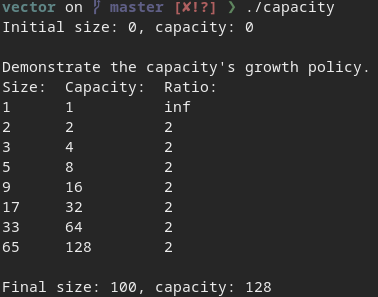 vector on ᚶ master [✘!?] ❯ ./capacity
Initial size: 0, capacity: 0

Demonstrate the capacity's growth policy.
Size:  Capacity:  Ratio:
1      1          inf
2      2          2
3      4          2
5      8          2
9      16         2
17     32         2
33     64         2
65     128        2

Final size: 100, capacity: 128